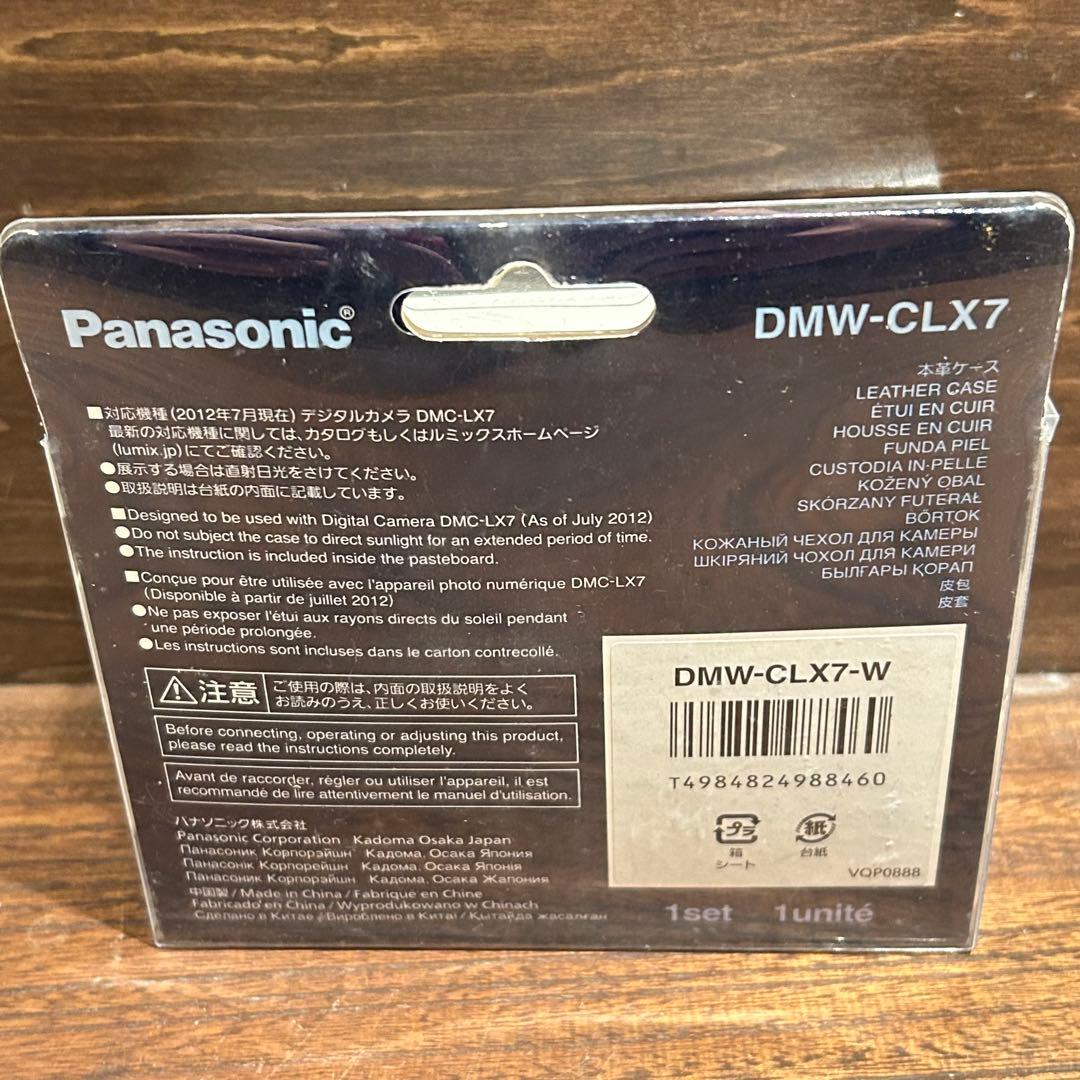 Panasonic®
DMW-CLX7
本革ケース
LEATHER CASE
ÉTUI EN CUIR
HOUSSE EN CUIR
FUNDA PIEL
CUSTODIA IN-PELLE
KOŽENÝ OBAL
SKÓRZANY FUTERAŁ
BŐRTOK
КОЖАНЫЙ ЧЕХОЛ ДЛЯ КАМЕРЫ
ШКІРЯНИЙ ЧОХОЛ ДЛЯ КАМЕРИ
БЫЛҒАРЫ ҚОРАП
皮包
皮套
■対応機種(2012年7月現在) デジタルカメラ DMC-LX7
最新の対応機種に関しては、カタログもしくはルミックスホームページ
(lumix.jp)にてご確認ください。
●展示する場合は直射日光をさけてください。
●取扱説明は台紙の内面に記載しています。
■Designed to be used with Digital Camera DMC-LX7 (As of July 2012)
●Do not subject the case to direct sunlight for an extended period of time.
●The instruction is included inside the pasteboard.
■Conçue pour être utilisée avec l'appareil photo numérique DMC-LX7
(Disponible à partir de juillet 2012)
●Ne pas exposer l'étui aux rayons directs du soleil pendant
une période prolongée.
●Les instructions sont incluses dans le carton contrecollé.
注意
ご使用の際は、内面の取扱説明をよく
お読みのうえ、正しくお使いください。
Before connecting, operating or adjusting this product,
please read the instructions completely.
Avant de raccorder, régler ou utiliser l'appareil, il est
recommandé de lire attentivement le manuel d'utilisation.
パナソニック株式会社
Panasonic Corporation Kadoma Osaka Japan
Панасоник Корпорэйшн Кадома, Осака Япония
Панасонік Корпорейшн Кадома, Осака Японія
Панасоник Корпорэйшн Кадома, Осака Жапония
中国製 / Made in China / Fabriqué en Chine
Fabricado en China / Wyprodukowano w Chinach
Сделано в Китае / Вироблено в Китаї / Қытайда жасалған
DMW-CLX7-W
T4984824988460
プラ
紙
箱
シート
台紙
VQP0888
1set 1unité